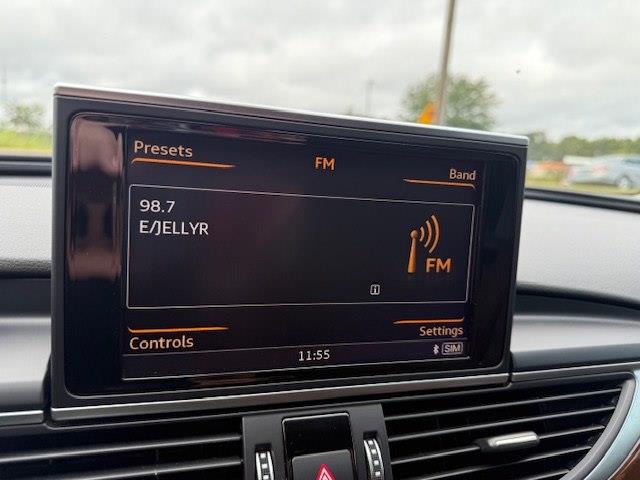 Presets
FM
Band
98.7
E/JELLYR
FM
Controls
Settings
11:55
SIM